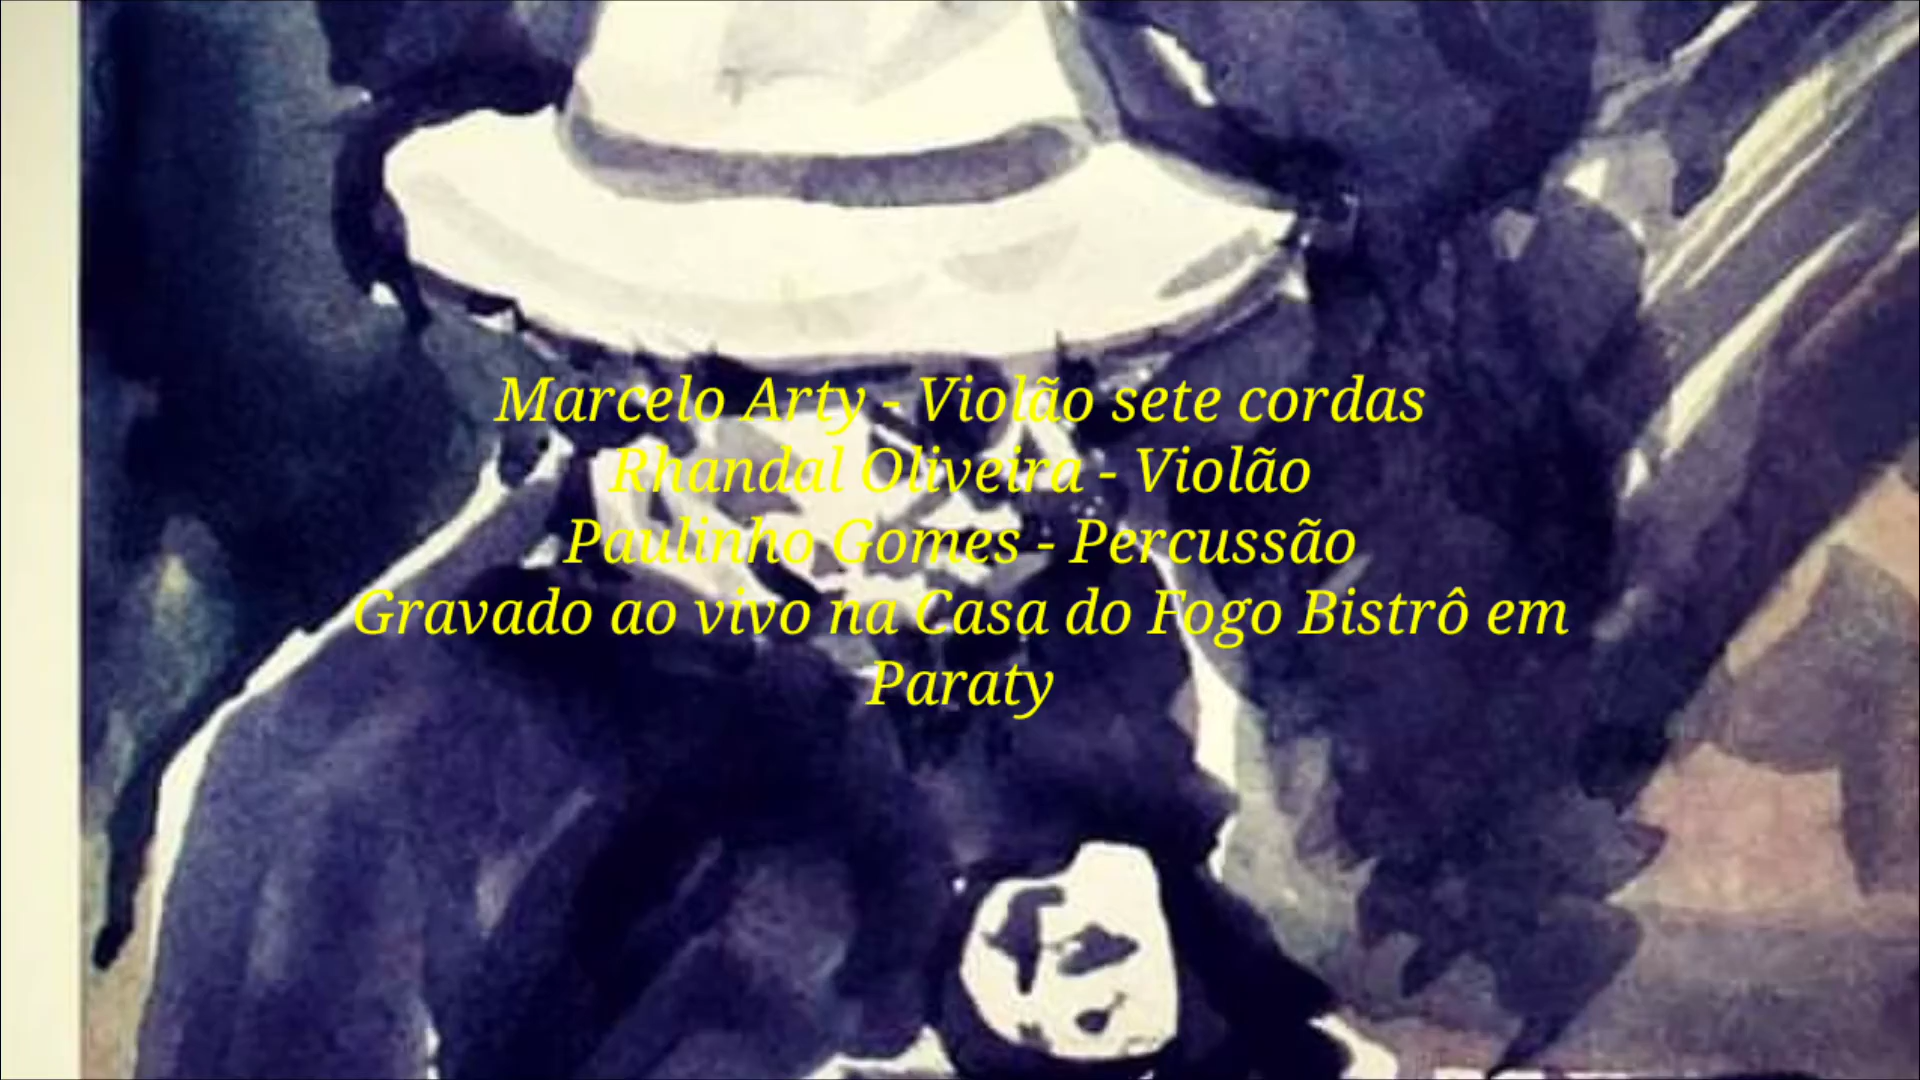 Marcelo Arty - Violão sete cordas
Rhandal Oliveira - Violão
Paulinho Gomes - Percussão
Gravado ao vivo na Casa do Fogo Bistrô em
Paraty